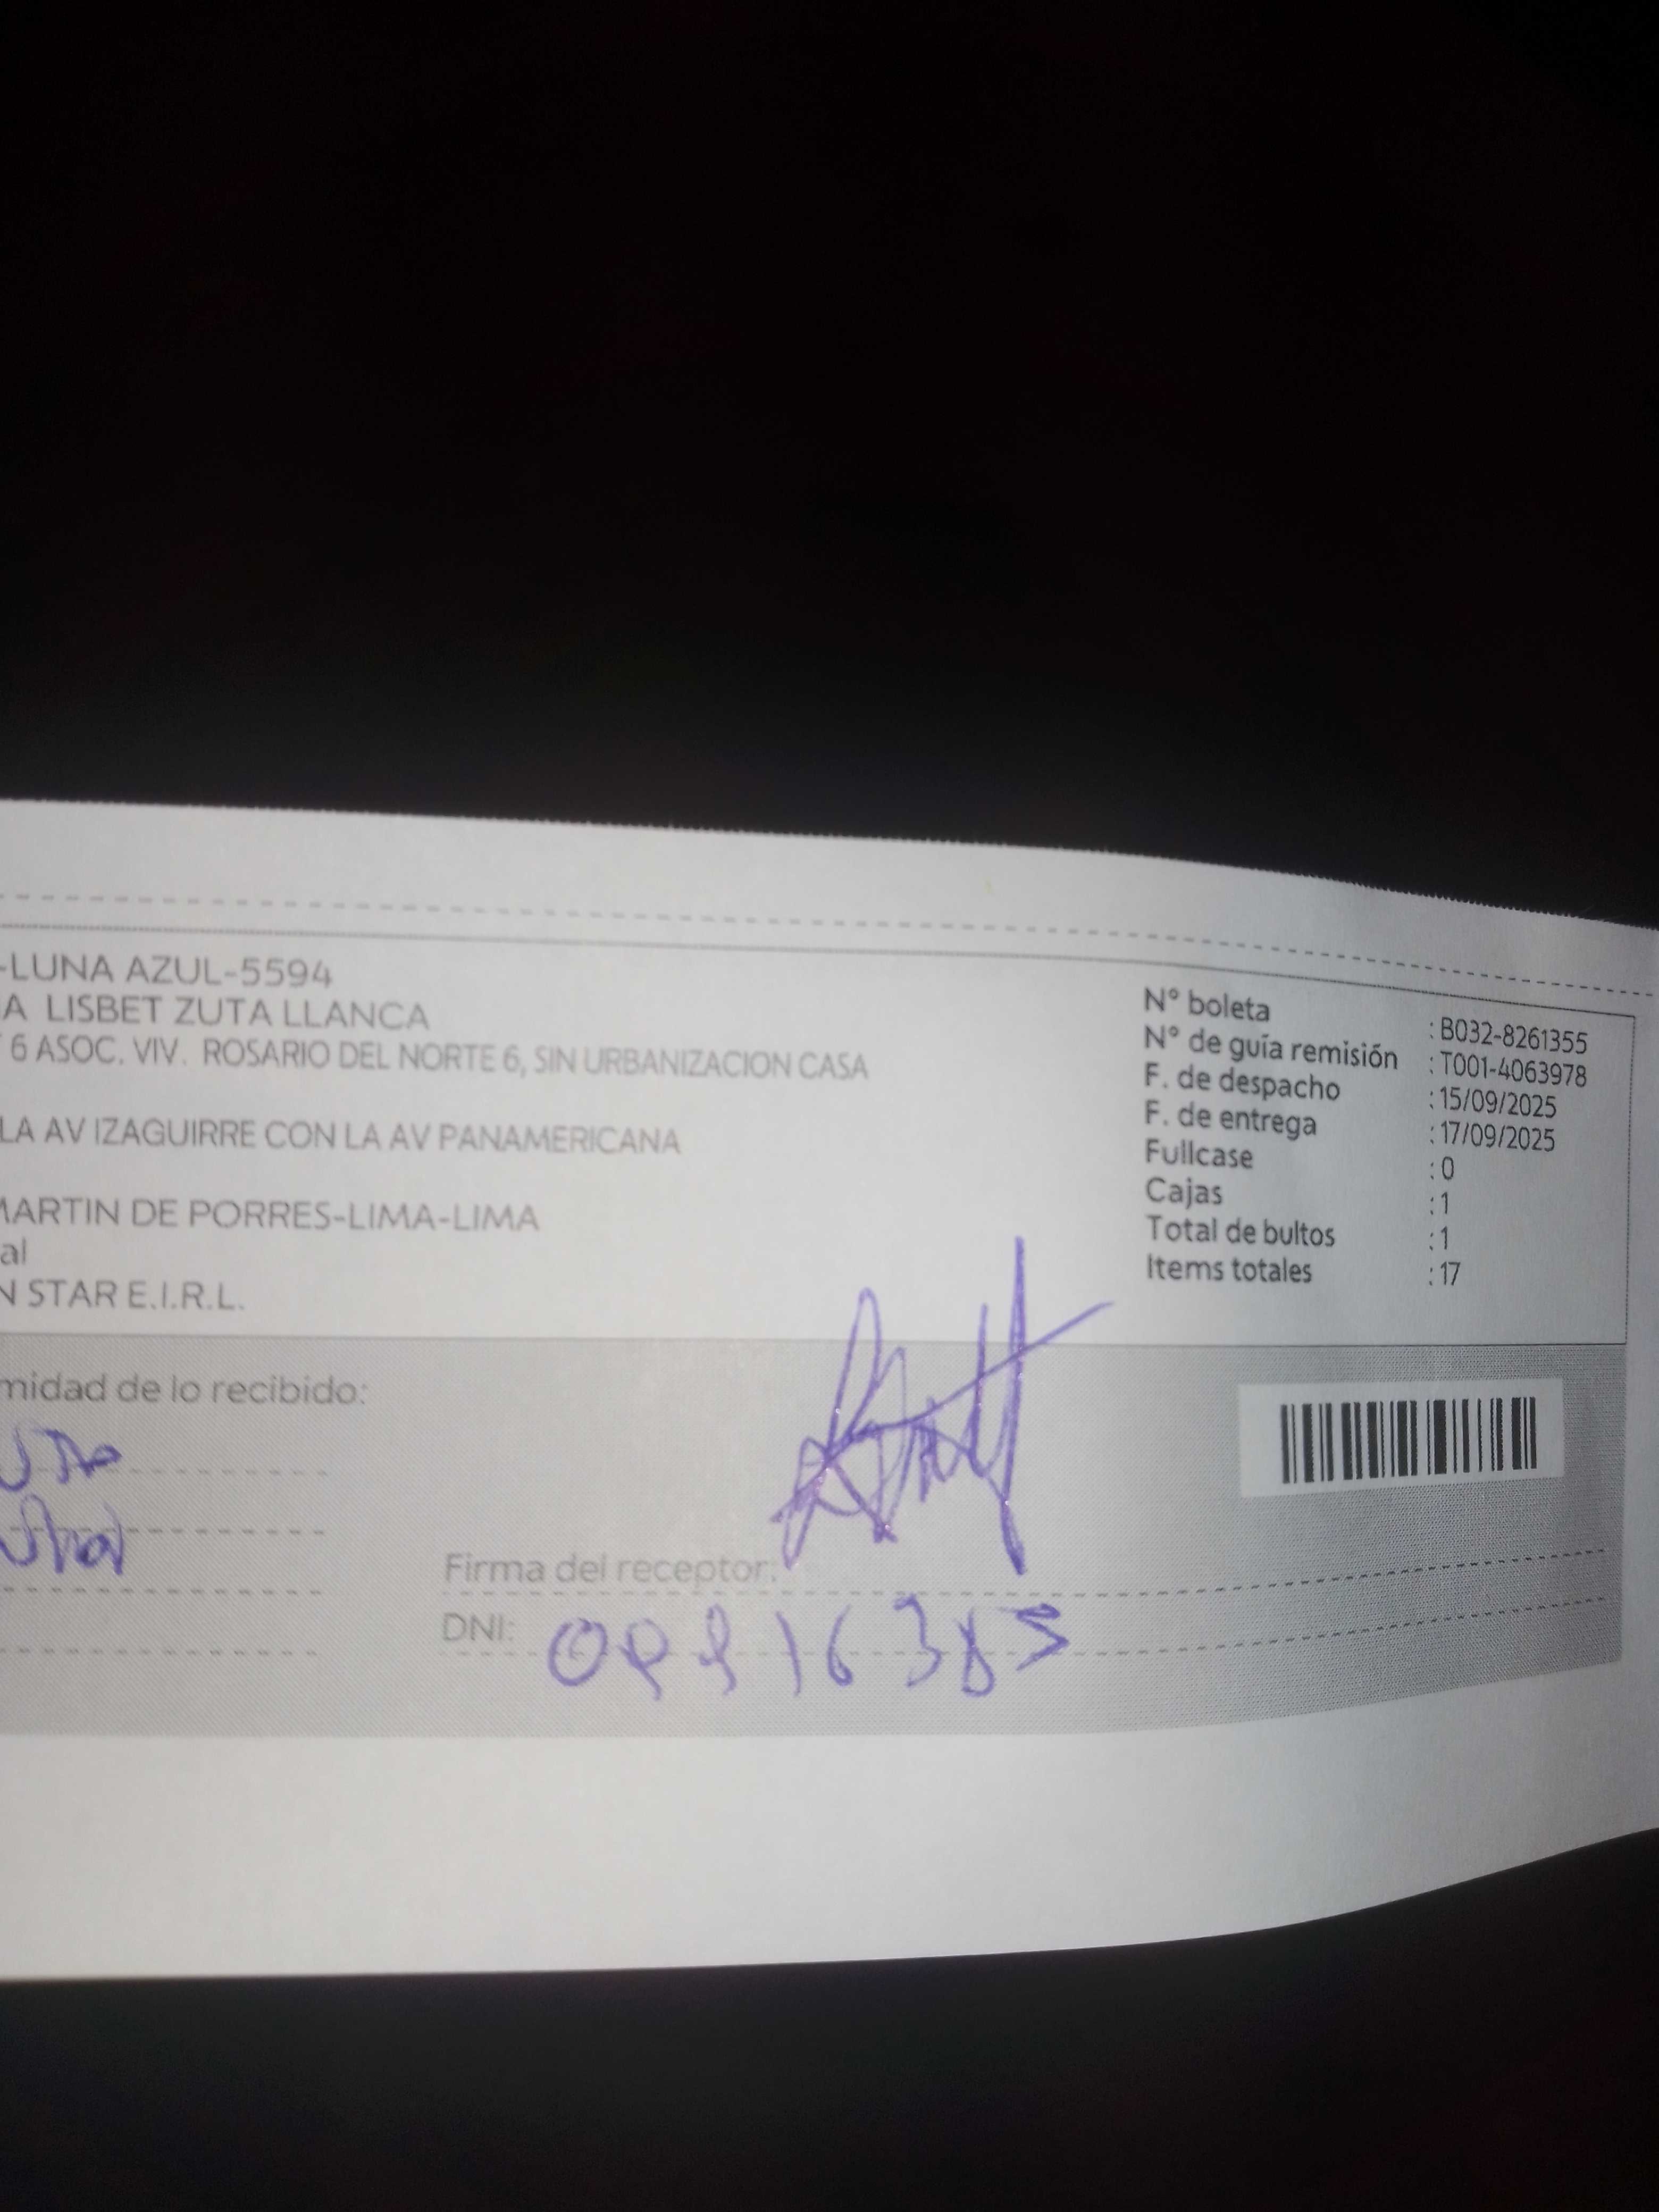 -LUNA AZUL-5594
A LISBET ZUTA LLANCA
6 ASOC. VIV. ROSARIO DEL NORTE 6, SIN URBANIZACION CASA
LA AV IZAGUIRRE CON LA AV PANAMERICANA
MARTIN DE PORRES-LIMA-LIMA
al
N STAR E.I.R.L.
N° boleta : B032-8261355
N° de guía remisión : T001-4063978
F. de despacho : 15/09/2025
F. de entrega : 17/09/2025
Fullcase : 0
Cajas : 1
Total de bultos : 1
Items totales : 17
midad de lo recibido:
Firma del receptor:
DNI: